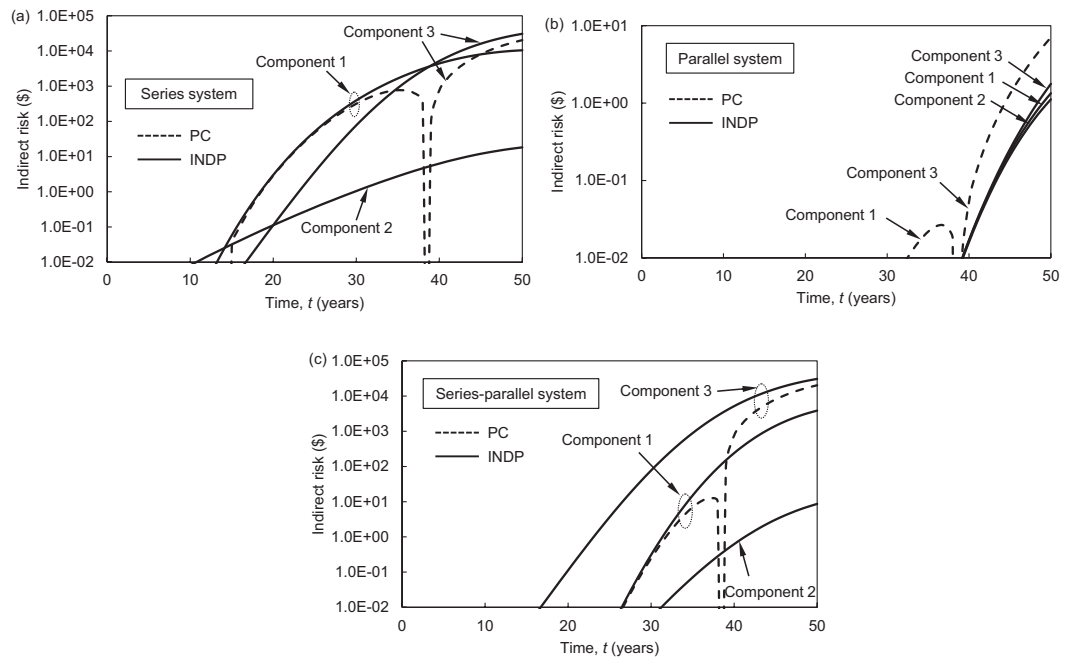 (a)
1.0E+05
1.0E+04
1.0E+03
1.0E+02
1.0E+01
1.0E+00
1.0E-01
1.0E-02
Indirect risk ($)
Series system
PC
INDP
Component 1
Component 3
Component 2
0 10 20 30 40 50
Time, t (years)
(b)
1.0E+01
1.0E+00
1.0E-01
1.0E-02
Indirect risk ($)
Parallel system
PC
INDP
Component 3
Component 1
Component 2
Component 3
Component 1
0 10 20 30 40 50
Time, t (years)
(c)
1.0E+05
1.0E+04
1.0E+03
1.0E+02
1.0E+01
1.0E+00
1.0E-01
1.0E-02
Indirect risk ($)
Series-parallel system
PC
INDP
Component 3
Component 1
Component 2
0 10 20 30 40 50
Time, t (years)